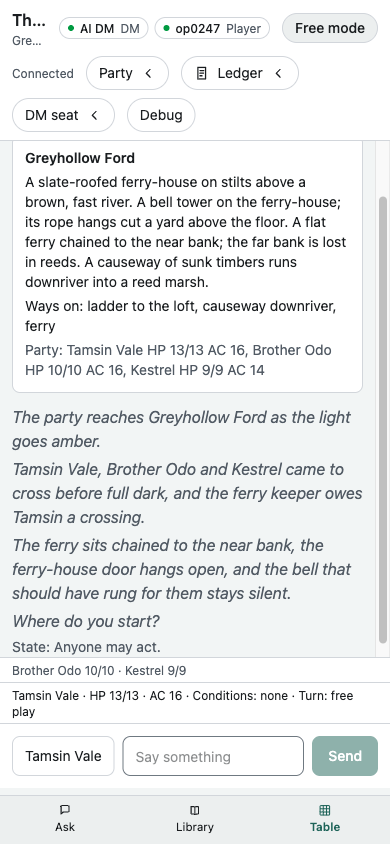 Th...
Gre...
AI DM DM
op0247 Player
Free mode
Connected
Party
Ledger
DM seat
Debug
Greyhollow Ford
A slate-roofed ferry-house on stilts above a
brown, fast river. A bell tower on the ferry-house;
its rope hangs cut a yard above the floor. A flat
ferry chained to the near bank; the far bank is lost
in reeds. A causeway of sunk timbers runs
downriver into a reed marsh.
Ways on: ladder to the loft, causeway downriver,
ferry
Party: Tamsin Vale HP 13/13 AC 16, Brother Odo
HP 10/10 AC 16, Kestrel HP 9/9 AC 14
The party reaches Greyhollow Ford as the light
goes amber.
Tamsin Vale, Brother Odo and Kestrel came to
cross before full dark, and the ferry keeper owes
Tamsin a crossing.
The ferry sits chained to the near bank, the
ferry-house door hangs open, and the bell that
should have rung for them stays silent.
Where do you start?
State: Anyone may act.
Brother Odo 10/10 · Kestrel 9/9
Tamsin Vale · HP 13/13 · AC 16 · Conditions: none · Turn: free
play
Tamsin Vale
Say something
Send
Ask
Library
Table